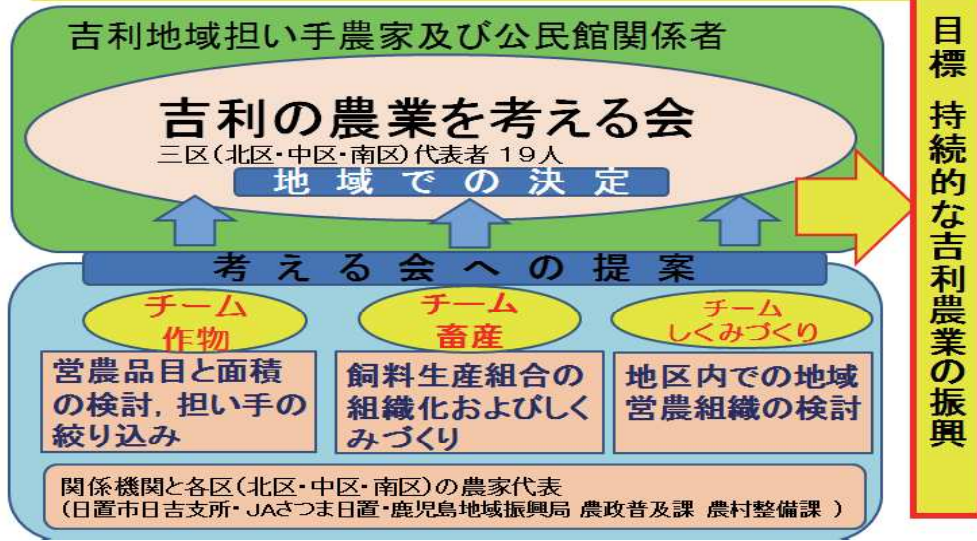 吉利地域担い手農家及び公民館関係者
吉利の農業を考える会
三区(北区・中区・南区)代表者 19人
地域での決定
考える会への提案
チーム
作物
営農品目と面積
の検討,担い手の
絞り込み
チーム
畜産
飼料生産組合の
組織化およびしく
みづくり
チーム
しくみづくり
地区内での地域
営農組織の検討
関係機関と各区(北区・中区・南区)の農家代表
(日置市日吉支所・JAさつま日置・鹿児島地域振興局 農政普及課 農村整備課 )
目標 持続的な吉利農業の振興